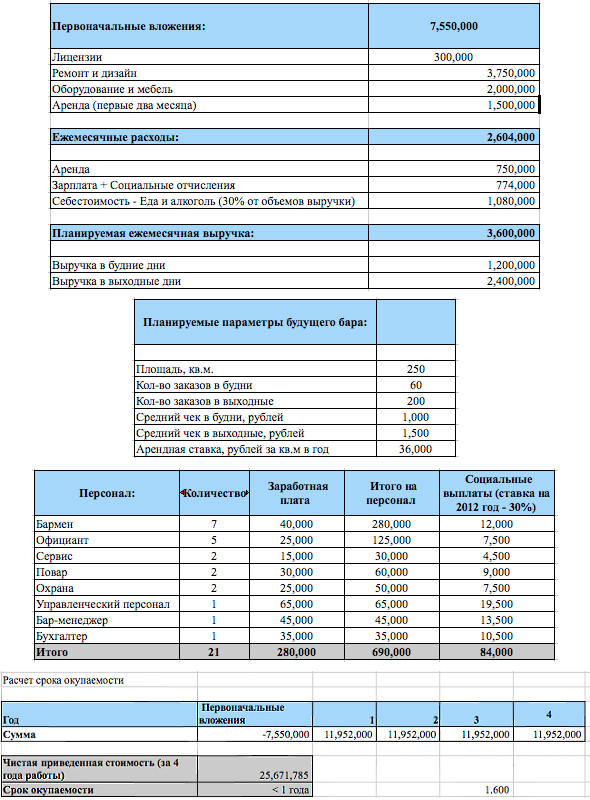 Первоначальные вложения: 7,550,000
Лицензии 300,000
Ремонт и дизайн 3,750,000
Оборудование и мебель 2,000,000
Аренда (первые два месяца) 1,500,000
Ежемесячные расходы: 2,604,000
Аренда 750,000
Зарплата + Социальные отчисления 774,000
Себестоимость - Еда и алкоголь (30% от объемов выручки) 1,080,000
Планируемая ежемесячная выручка: 3,600,000
Выручка в будние дни 1,200,000
Выручка в выходные дни 2,400,000
Планируемые параметры будущего бара:
Площадь, кв.м. 250
Кол-во заказов в будни 60
Кол-во заказов в выходные 200
Средний чек в будни, рублей 1,000
Средний чек в выходные, рублей 1,500
Арендная ставка, рублей за кв.м в год 36,000
Персонал: Количество Заработная плата Итого на персонал Социальные выплаты (ставка на 2012 год - 30%)
Бармен 7 40,000 280,000 12,000
Официант 5 25,000 125,000 7,500
Сервис 2 15,000 30,000 4,500
Повар 2 30,000 60,000 9,000
Охрана 2 25,000 50,000 7,500
Управленческий персонал 1 65,000 65,000 19,500
Бар-менеджер 1 45,000 45,000 13,500
Бухгалтер 1 35,000 35,000 10,500
Итого 21 280,000 690,000 84,000
Расчет срока окупаемости
Год Первоначальные вложения 1 2 3 4
Сумма -7,550,000 11,952,000 11,952,000 11,952,000 11,952,000
Чистая приведенная стоимость (за 4
года работы) 25,671,785
Срок окупаемости < 1 года 1.600